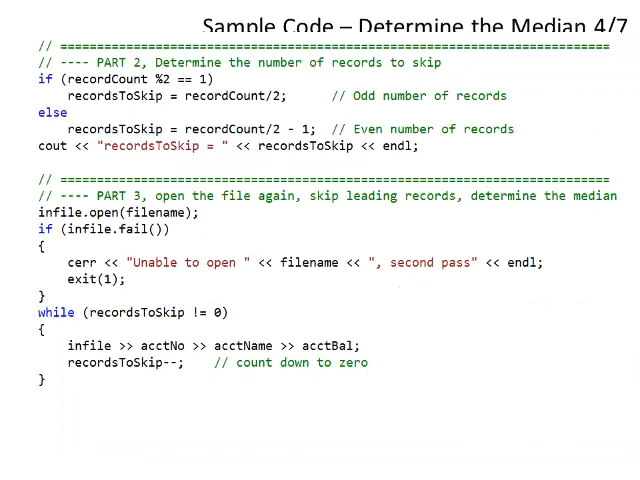 Sample Code – Determine the Median 4/7
// ===========================================================================
// ---- PART 2, Determine the number of records to skip
if (recordCount %2 == 1)
    recordsToSkip = recordCount/2;      // Odd number of records
else
    recordsToSkip = recordCount/2 - 1;  // Even number of records
cout << "recordsToSkip = " << recordsToSkip << endl;
// ===========================================================================
// ---- PART 3, open the file again, skip leading records, determine the median
infile.open(filename);
if (infile.fail())
{
    cerr << "Unable to open " << filename << ", second pass" << endl;
    exit(1);
}
while (recordsToSkip != 0)
{
    infile >> acctNo >> acctName >> acctBal;
    recordsToSkip--;    // count down to zero
}